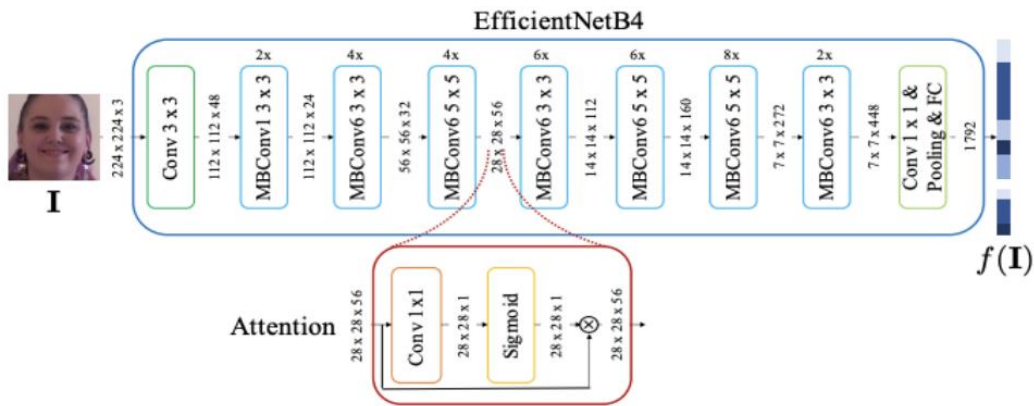 EfficientNetB4
2x
4x
4x
6x
6x
8x
2x
I
224 x 224 x 3
Conv 3 x 3
112 x 112 x 48
MBConv1 3 x 3
112 x 112 x 24
MBConv6 3 x 3
56 x 56 x 32
MBConv6 5 x 5
28 x 28 x 56
MBConv6 3 x 3
14 x 14 x 112
MBConv6 5 x 5
14 x 14 x 160
MBConv6 5 x 5
7 x 7 x 272
MBConv6 3 x 3
7 x 7 x 448
Conv 1 x 1 &
Pooling & FC
1792
f(I)
Attention
28 x 28 x 56
Conv 1x1
28 x 28 x 1
Sigmoid
28 x 28 x 1
28 x 28 x 56